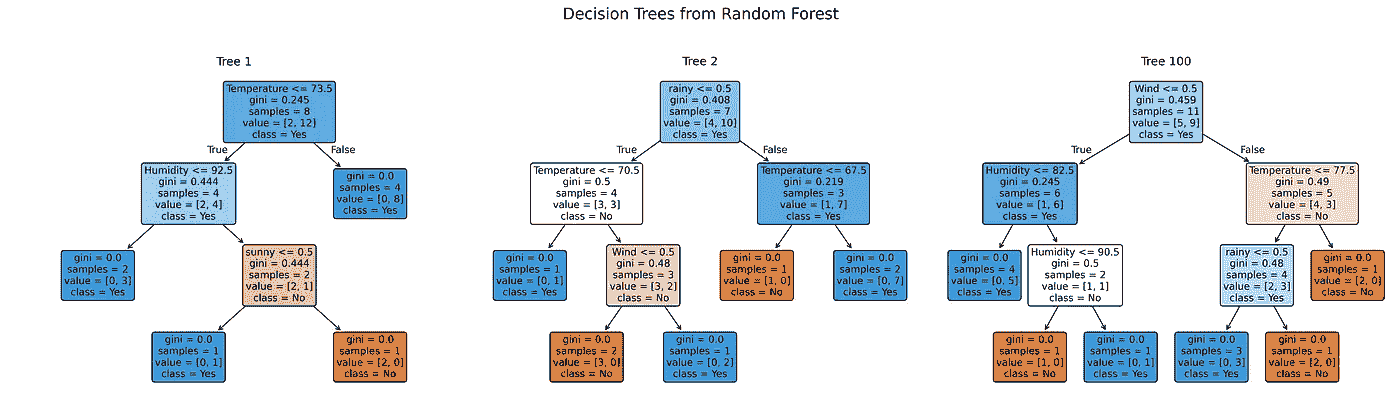 Decision Trees from Random Forest
Tree 1
Temperature <= 73.5
gini = 0.245
samples = 8
value = [2, 12]
class = Yes
True
False
Humidity <= 92.5
gini = 0.444
samples = 4
value = [2, 4]
class = Yes
gini = 0.0
samples = 4
value = [0, 8]
class = Yes
gini = 0.0
samples = 2
value = [0, 3]
class = Yes
sunny <= 0.5
gini = 0.444
samples = 2
value = [2, 1]
class = No
gini = 0.0
samples = 1
value = [0, 1]
class = Yes
gini = 0.0
samples = 1
value = [2, 0]
class = No
Tree 2
rainy <= 0.5
gini = 0.408
samples = 7
value = [4, 10]
class = Yes
True
False
Temperature <= 70.5
gini = 0.5
samples = 4
value = [3, 3]
class = No
Temperature <= 67.5
gini = 0.219
samples = 3
value = [1, 7]
class = Yes
gini = 0.0
samples = 1
value = [0, 1]
class = Yes
Wind <= 0.5
gini = 0.48
samples = 3
value = [3, 2]
class = No
gini = 0.0
samples = 1
value = [1, 0]
class = No
gini = 0.0
samples = 2
value = [0, 7]
class = Yes
gini = 0.0
samples = 2
value = [3, 0]
class = No
gini = 0.0
samples = 1
value = [0, 2]
class = Yes
Tree 100
Wind <= 0.5
gini = 0.459
samples = 11
value = [5, 9]
class = Yes
True
False
Humidity <= 82.5
gini = 0.245
samples = 6
value = [1, 6]
class = Yes
Temperature <= 77.5
gini = 0.49
samples = 5
value = [4, 3]
class = No
gini = 0.0
samples = 4
value = [0, 5]
class = Yes
Humidity <= 90.5
gini = 0.5
samples = 2
value = [1, 1]
class = No
rainy <= 0.5
gini = 0.48
samples = 4
value = [2, 3]
class = Yes
gini = 0.0
samples = 1
value = [2, 0]
class = No
gini = 0.0
samples = 1
value = [1, 0]
class = No
gini = 0.0
samples = 1
value = [0, 1]
class = Yes
gini = 0.0
samples = 3
value = [0, 3]
class = Yes
gini = 0.0
samples = 1
value = [2, 0]
class = No